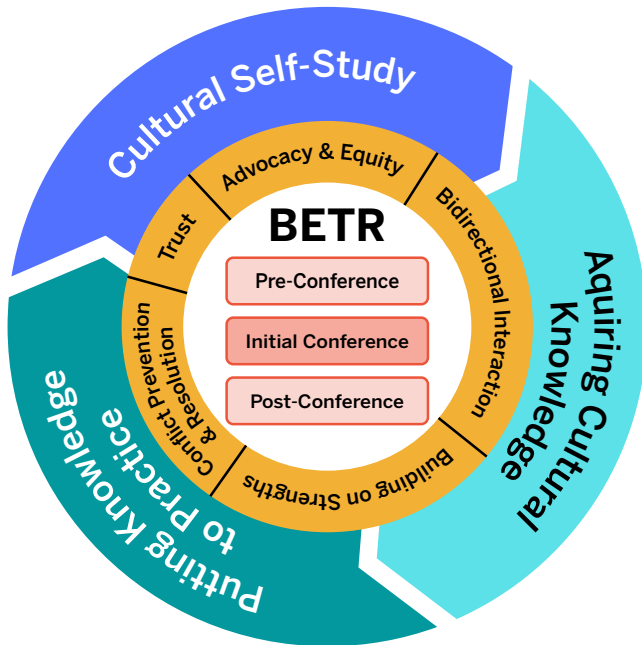 Cultural Self-Study
Aquiring Cultural
Knowledge
Putting Knowledge
to Practice
Advocacy & Equity
Bidirectional Interaction
Building on Strengths
Conflict Prevention
& Resolution
Trust
BETR
Pre-Conference
Initial Conference
Post-Conference